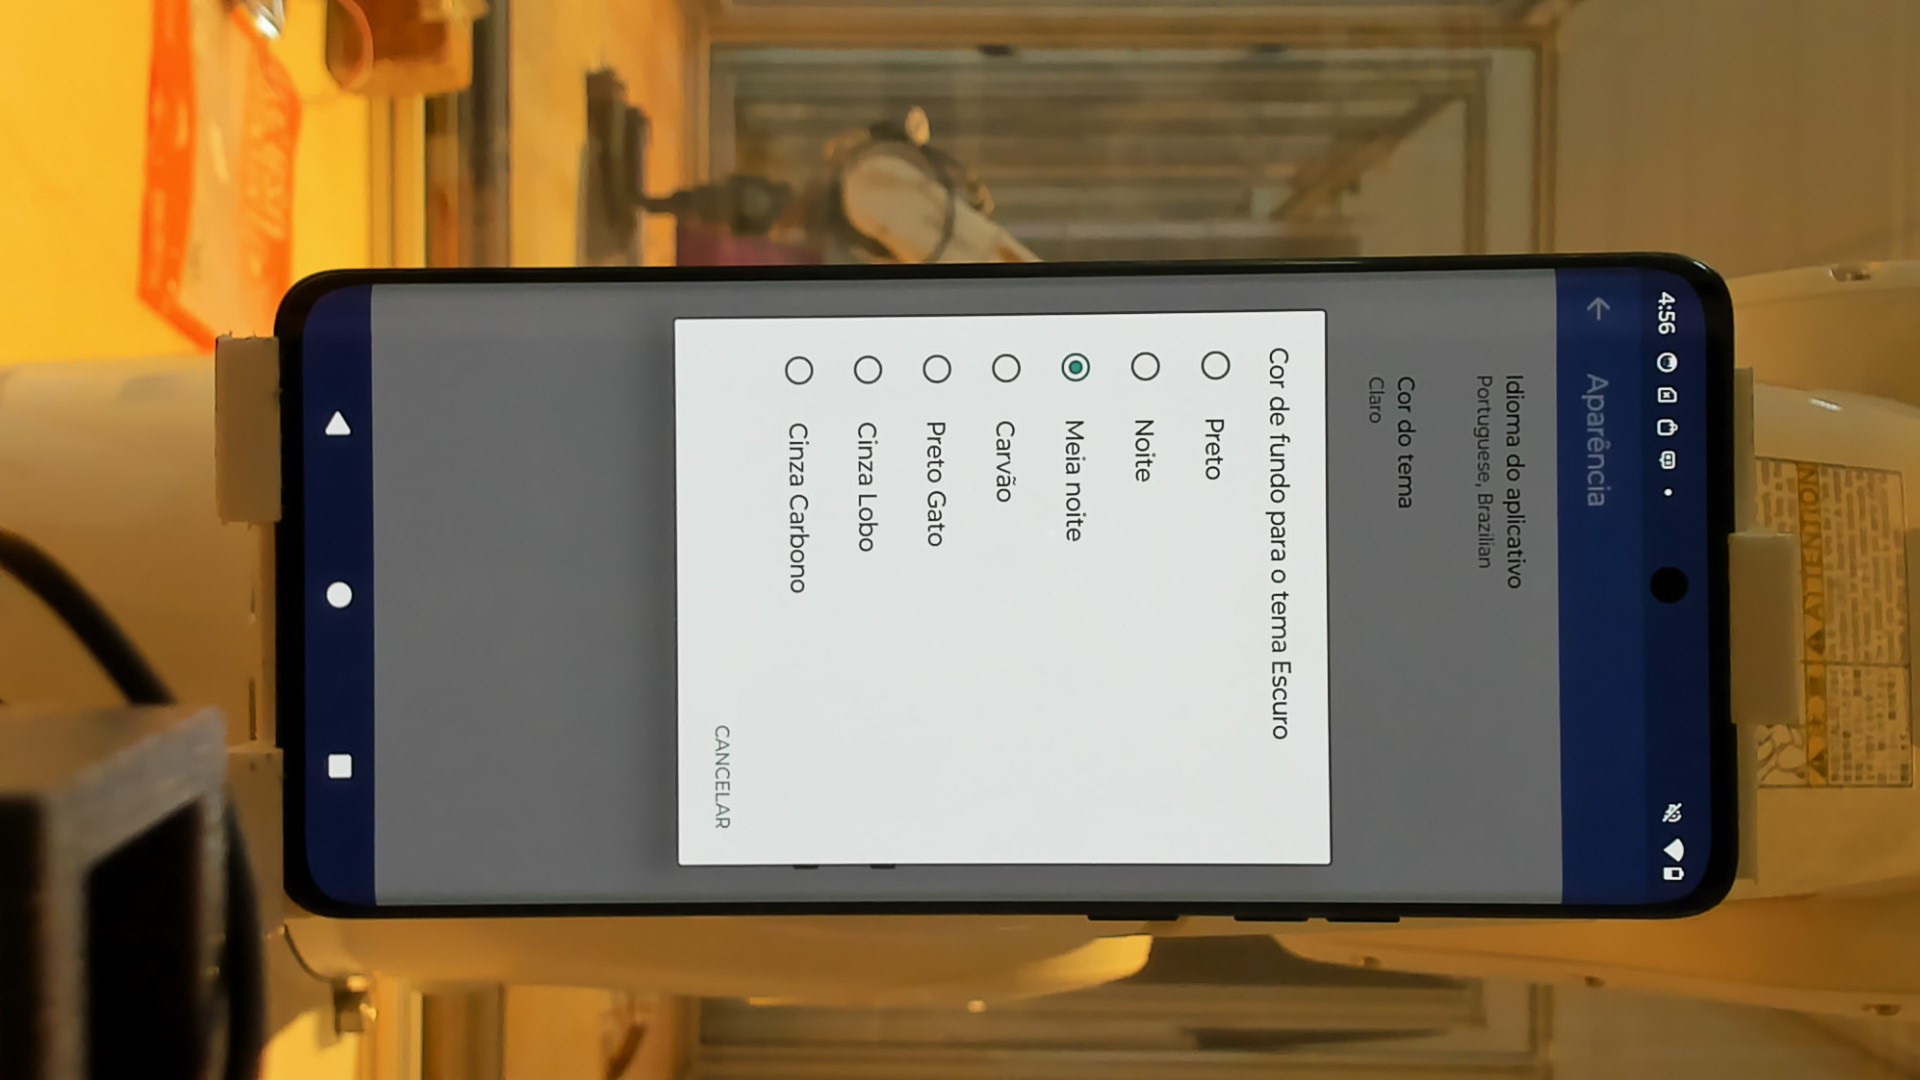 4:56
Aparência
Idioma do aplicativo
Portuguese, Brazilian
Cor do tema
Claro
Cor de fundo para o tema Escuro
Preto
Noite
Meia noite
Carvão
Preto Gato
Cinza Lobo
Cinza Carbono
CANCELAR
ATTENTION